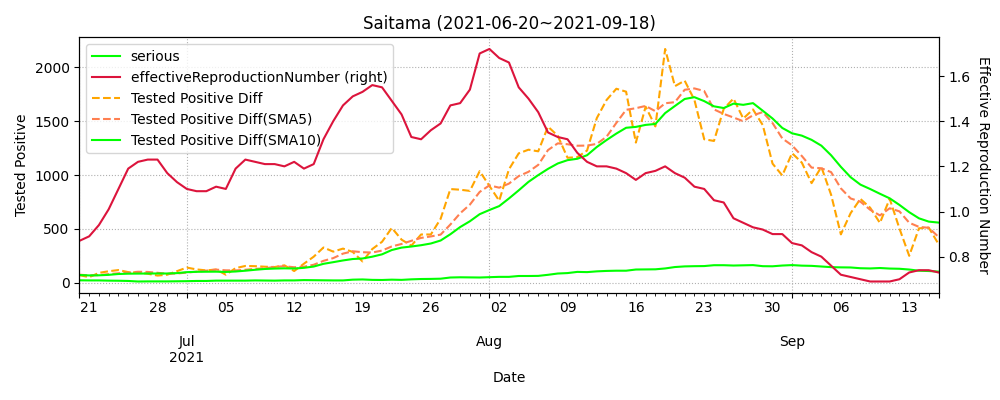 Saitama (2021-06-20~2021-09-18)
serious
effectiveReproductionNumber (right)
Tested Positive Diff
Tested Positive Diff(SMA5)
Tested Positive Diff(SMA10)
Tested Positive
2000
1500
1000
500
0
Effective Reproduction Number
1.6
1.4
1.2
1.0
0.8
21 28 05 12 19 26 02 09 16 23 30 06 13
Jul Aug Sep
2021
Date